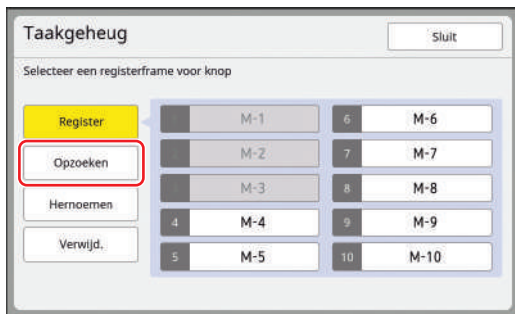 Taakgeheug
Sluit
Selecteer een registerframe voor knop
Register
Opzoeken
Hernoemen
Verwijd.
M-1
M-2
M-3
4 M-4
5 M-5
6 M-6
7 M-7
8 M-8
9 M-9
10 M-10